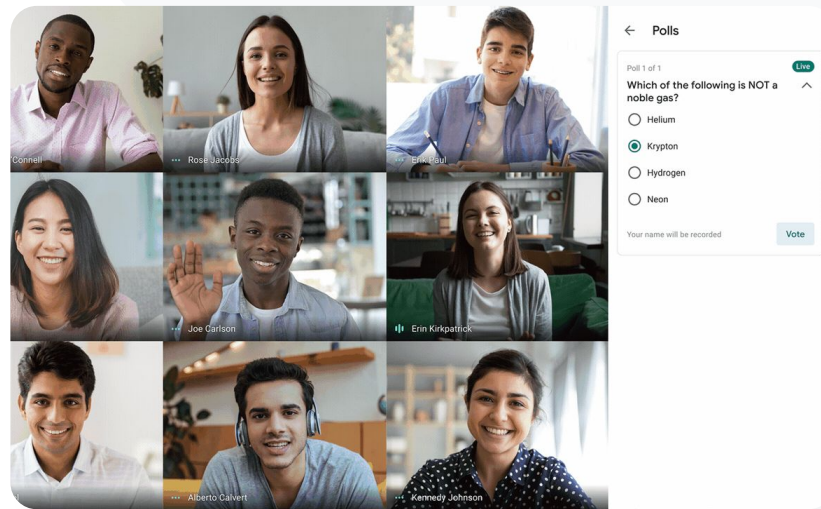 Polls
Poll 1 of 1
Live
Which of the following is NOT a
noble gas?
Helium
Krypton
Hydrogen
Neon
Your name will be recorded
Vote
'Connell
Rose Jacobs
Erik Paul
Joe Carlson
Erin Kirkpatrick
l
Alberto Calvert
Kennedy Johnson